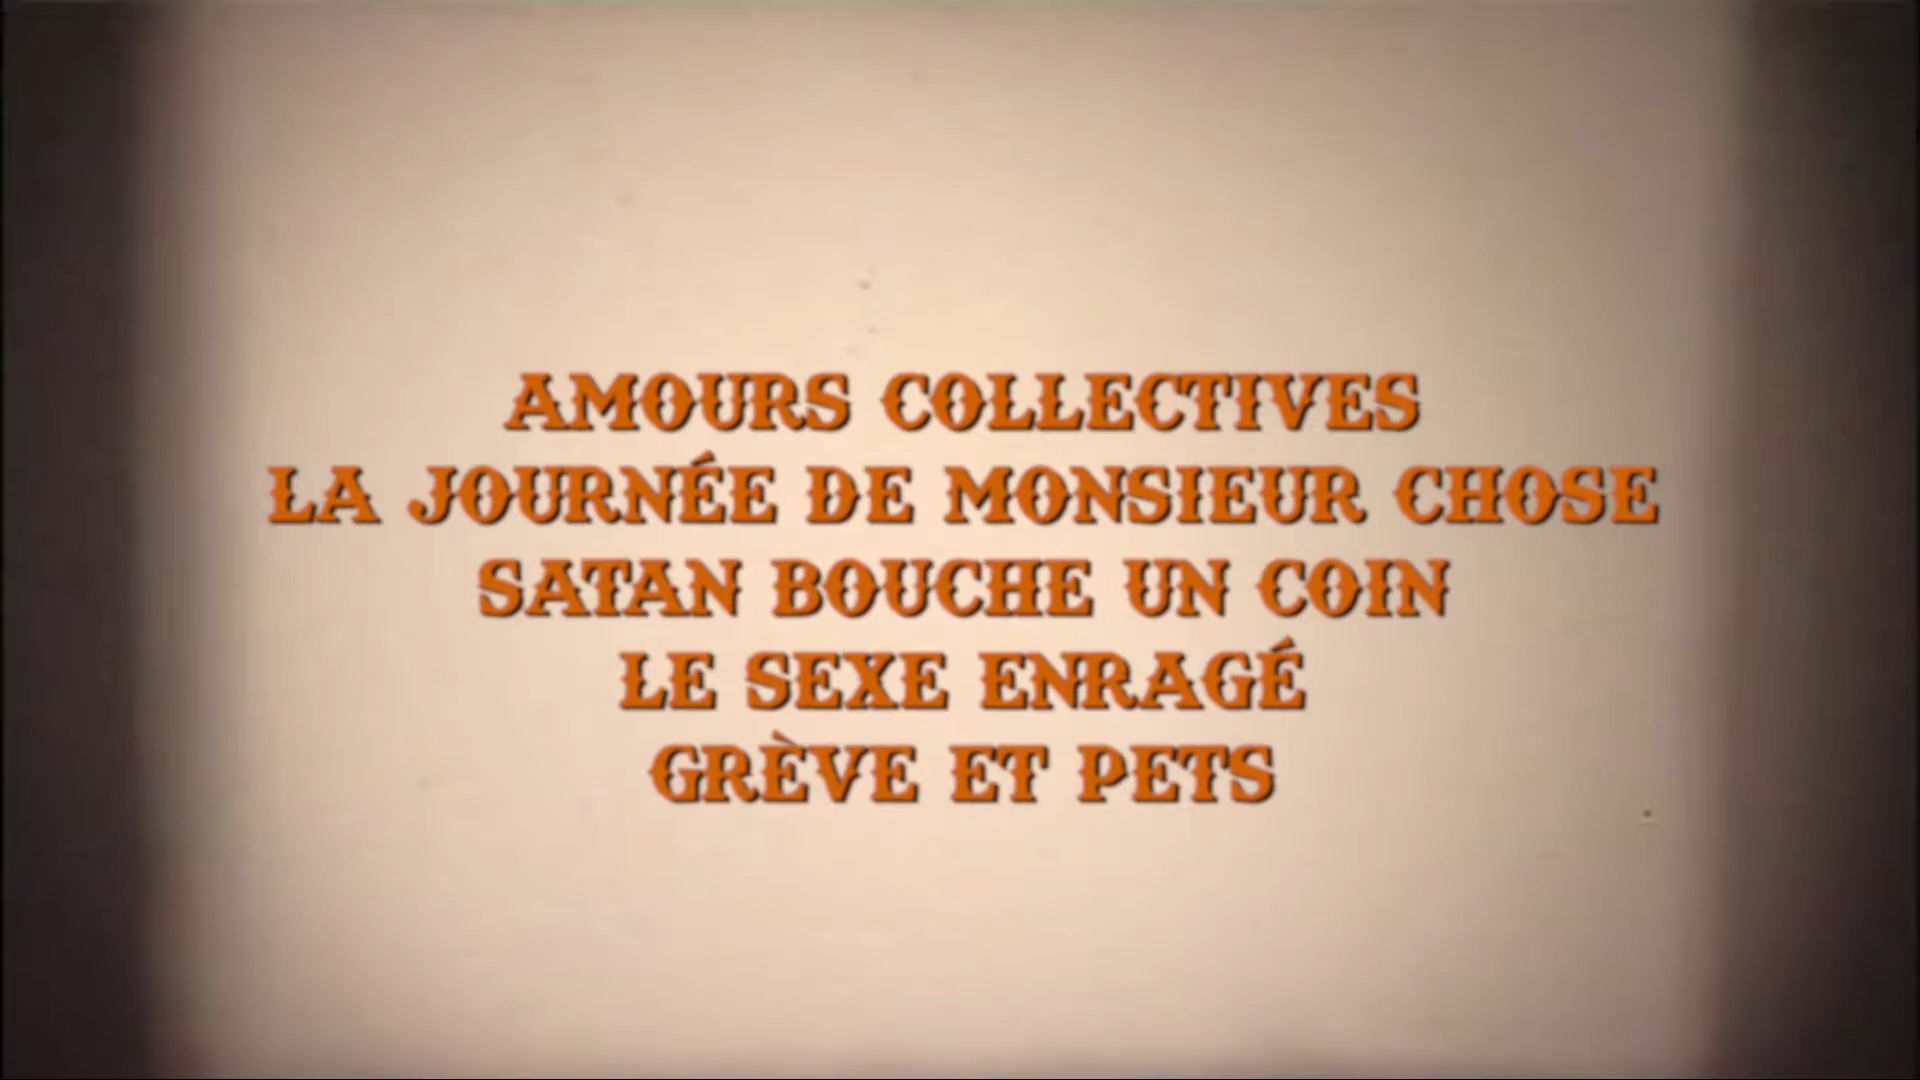 AMOURS COLLECTIVES
LA JOURNÉE DE MONSIEUR CHOSE
SATAN BOUCHE UN COIN
LE SEXE ENRAGÉ
GRÈVE ET PETS